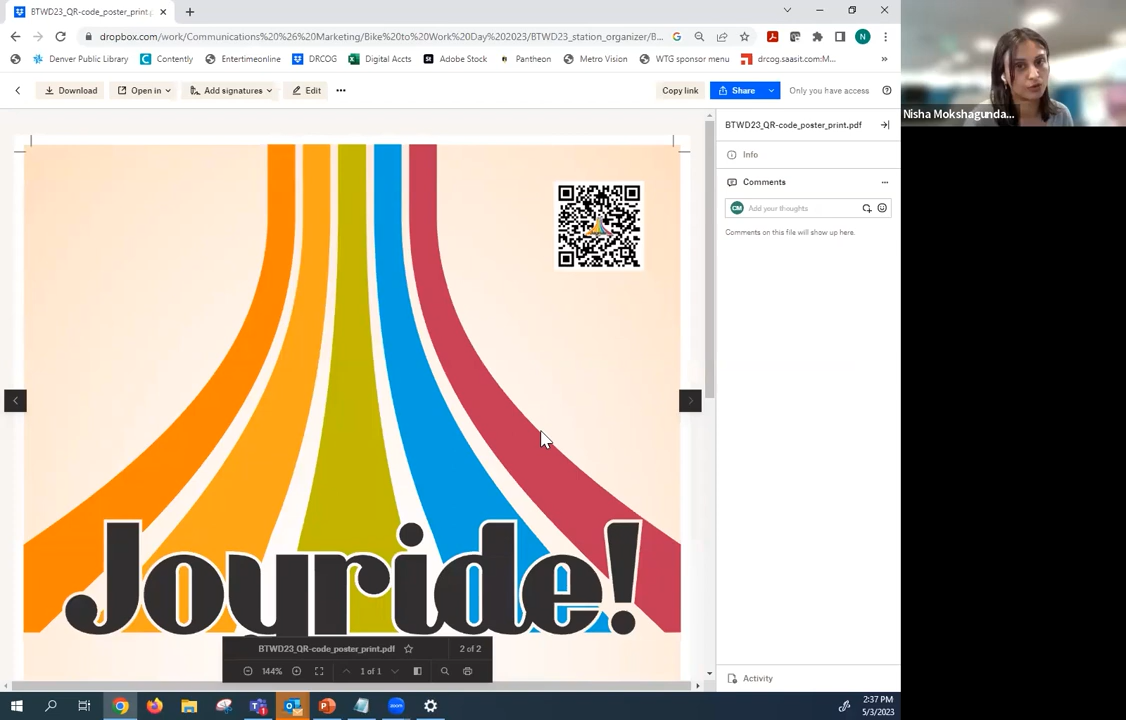 BTWD23_QR-code_poster_print.p
dropbox.com/work/Communications%20%26%20Marketing/Bike%20to%20Work%20Day%202023/BTWD23_station_organizer/B...
Denver Public Library Contently Entertimeonline DRCOG Digital Accts St Adobe Stock Pantheon Metro Vision WTG sponsor menu drcog.saasit.com:M... »
Download Open in Add signatures Edit ... Copy link Share Only you have access
BTWD23_QR-code_poster_print.pdf
Info
Comments
CM Add your thoughts
Comments on this file will show up here.
Nisha Mokshagunda...
Joyride!
BTWD23_QR-code_poster_print.pdf 2 of 2
144% 1 of 1
Activity
2:37 PM
5/3/2023